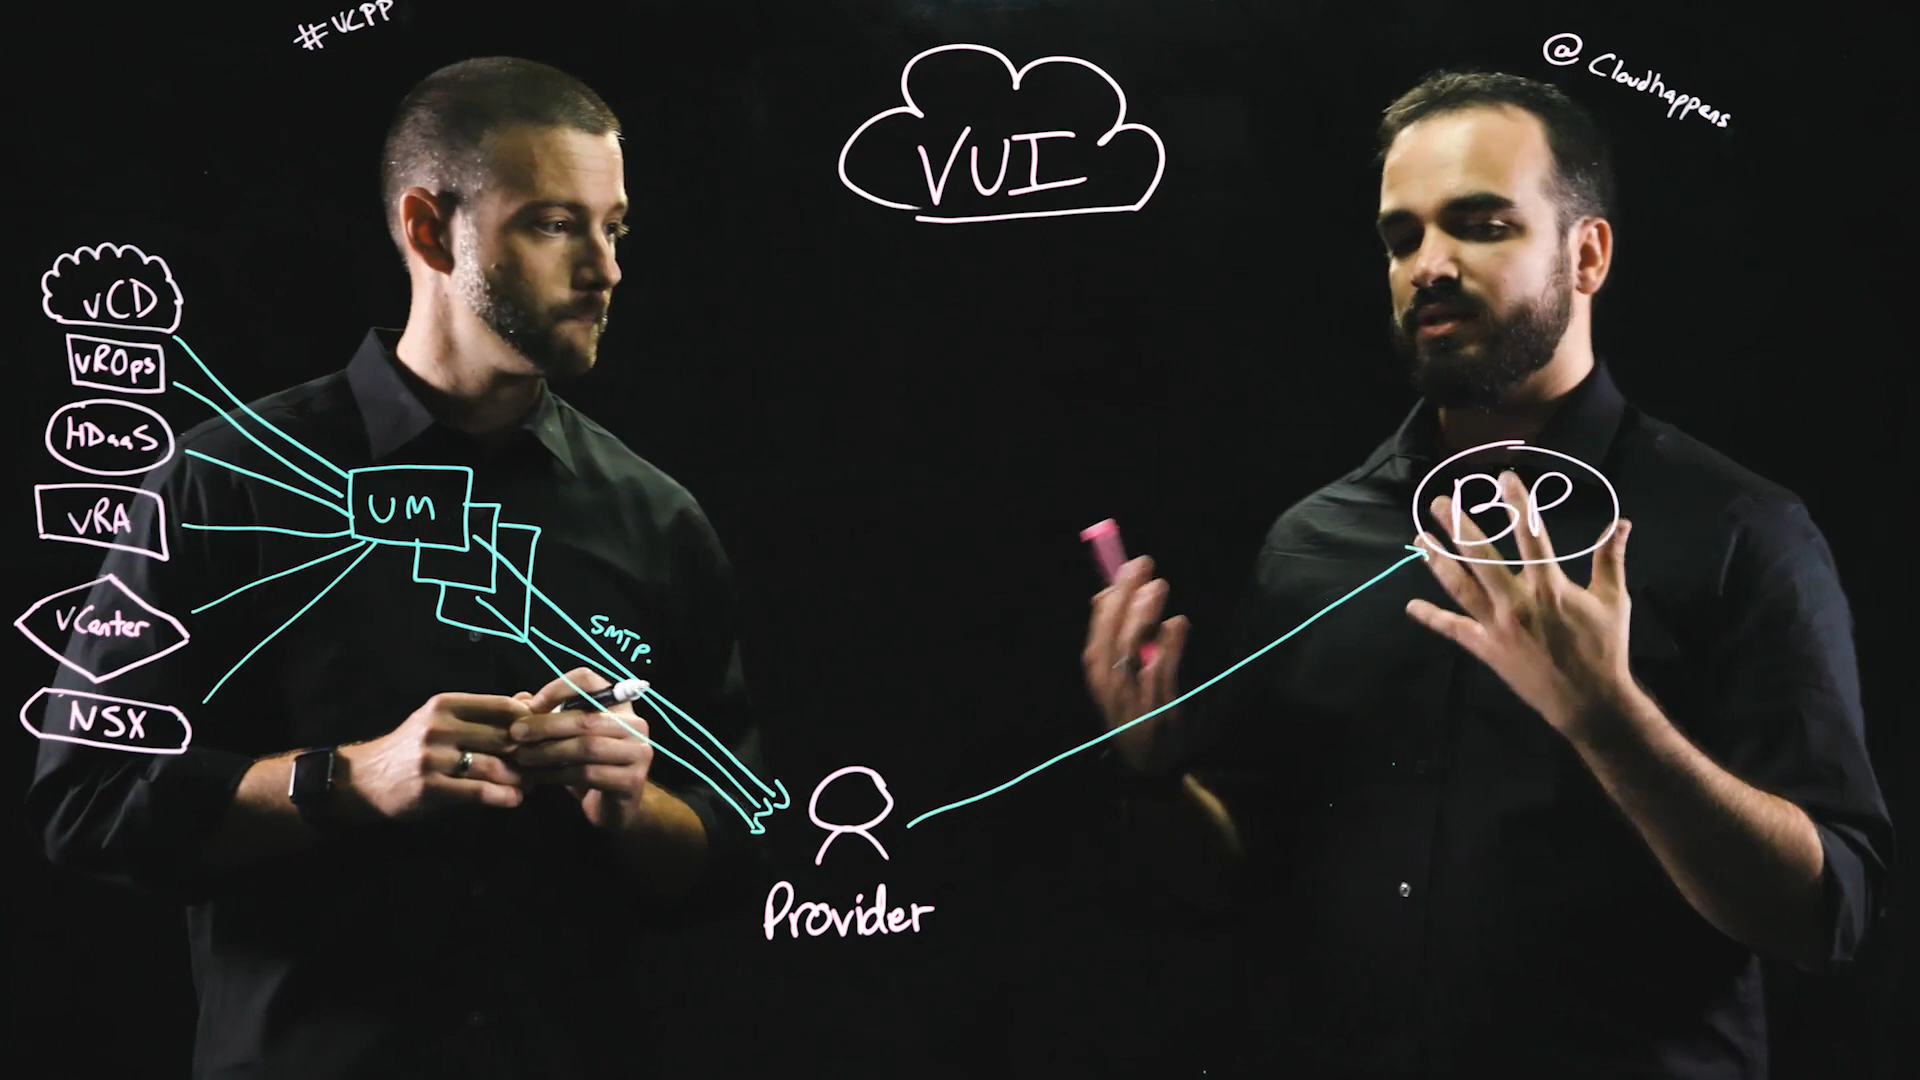 #VCPP
@Cloudhappens
VUI
vCD
vROps
HDaaS
vRA
vCenter
NSX
UM
SMTP.
BP
Provider